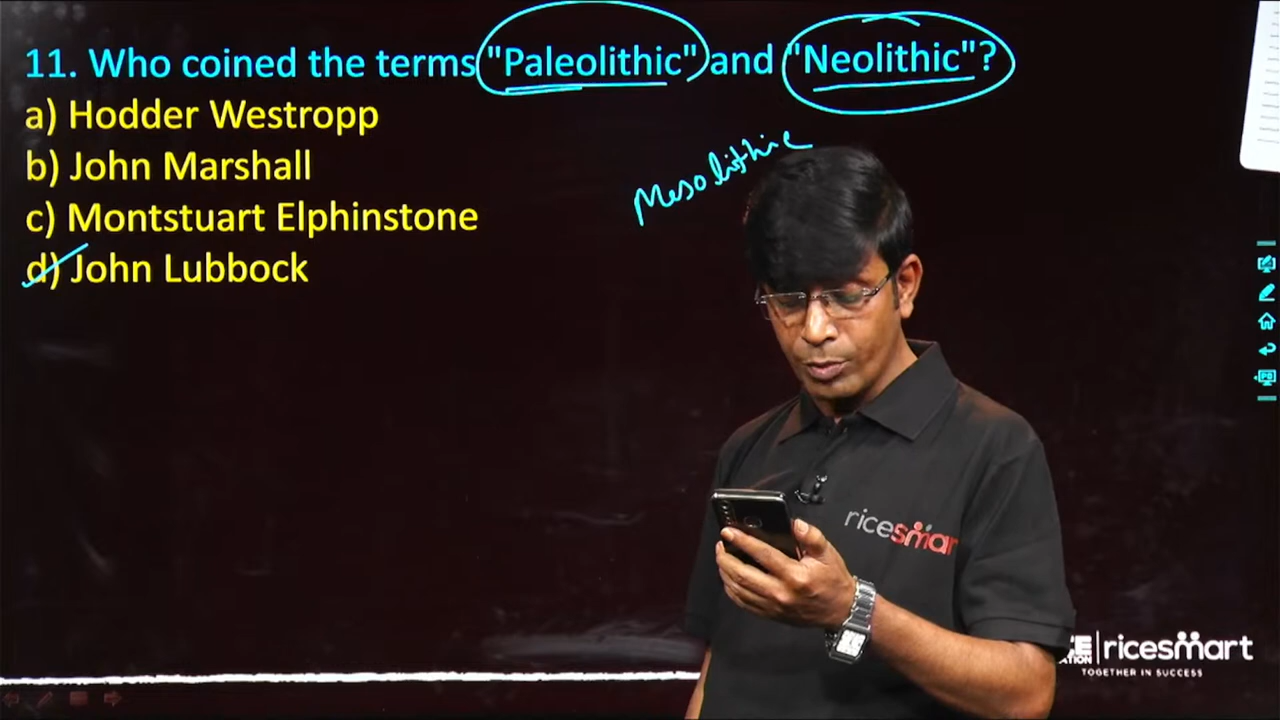 11. Who coined the terms "Paleolithic" and "Neolithic"?
a) Hodder Westropp
b) John Marshall
c) Montstuart Elphinstone
d) John Lubbock
Mesolithic
ricesmar
ricesmart
TOGETHER IN SUCCESS